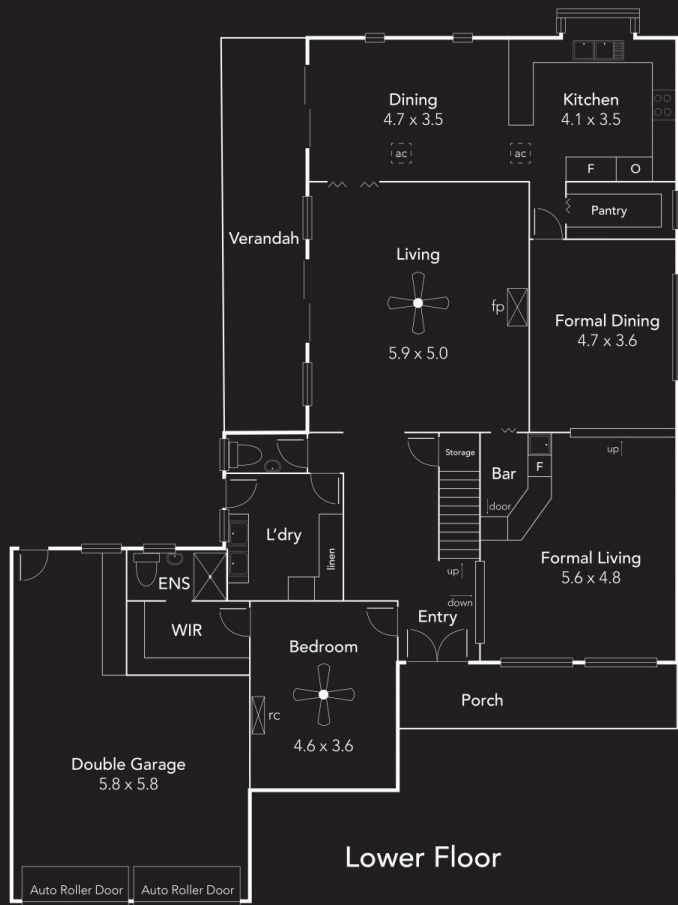 Dining
4.7 x 3.5
Kitchen
4.1 x 3.5
ac
ac
F
O
Pantry
Verandah
Living
fp
5.9 x 5.0
Formal Dining
4.7 x 3.6
up
Storage
Bar
F
door
L'dry
linen
Formal Living
5.6 x 4.8
ENS
up
down
Entry
WIR
Bedroom
rc
4.6 x 3.6
Porch
Double Garage
5.8 x 5.8
Lower Floor
Auto Roller Door
Auto Roller Door